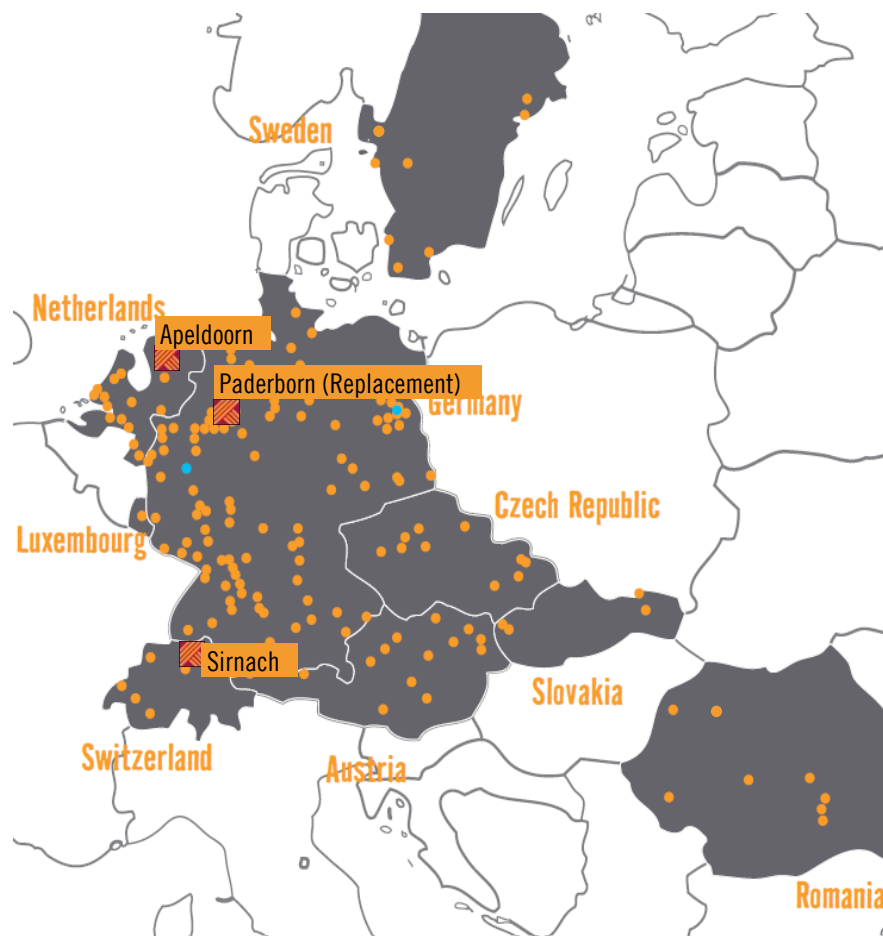 Sweden
Netherlands
Apeldoorn
Paderborn (Replacement)
Germany
Czech Republic
Luxembourg
Sirnach
Slovakia
Switzerland
Austria
Romania